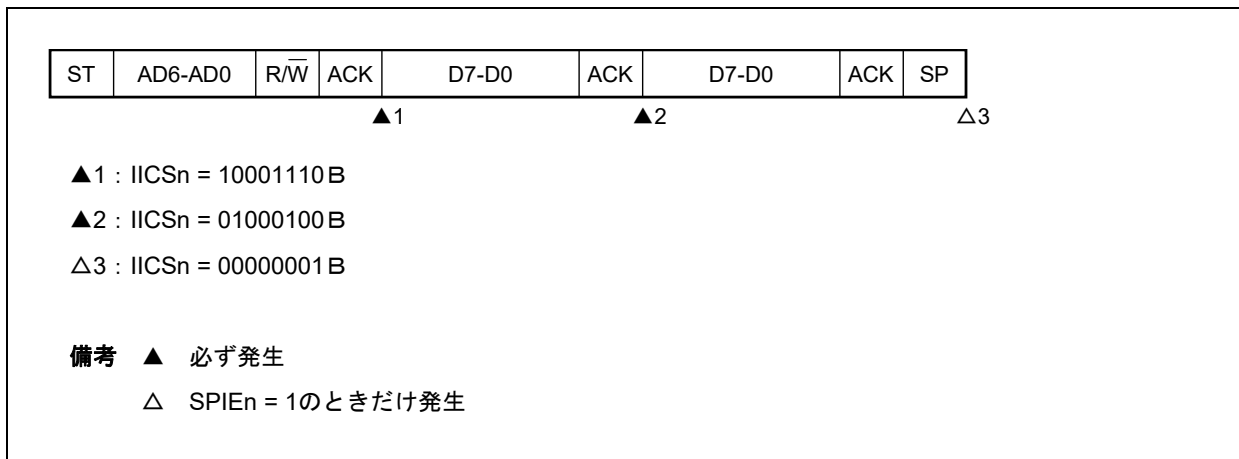 ST AD6-AD0 R/W̅ ACK D7-D0 ACK D7-D0 ACK SP
▲1 ▲2 △3
▲1：IICSn = 10001110B
▲2：IICSn = 01000100B
△3：IICSn = 00000001B
備考 ▲ 必ず発生
△ SPIEn = 1のときだけ発生